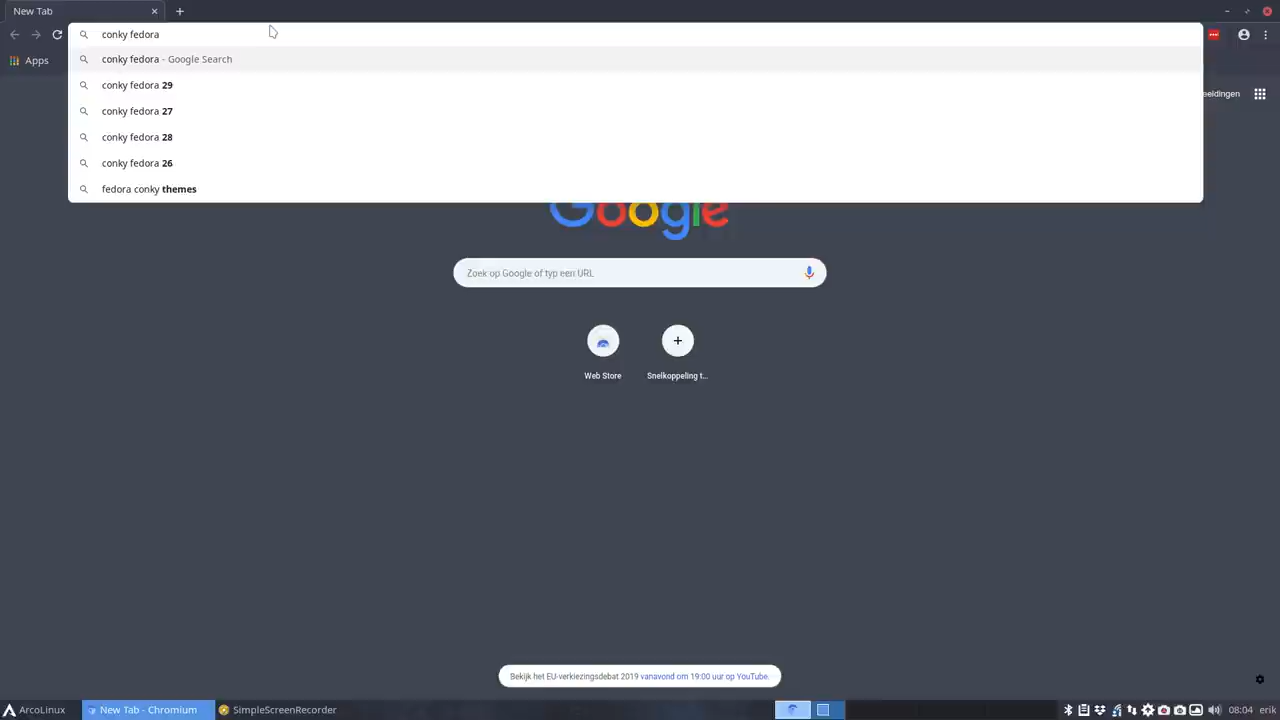 New Tab
conky fedora
conky fedora - Google Search
Apps
conky fedora 29
eeldingen
conky fedora 27
conky fedora 28
conky fedora 26
fedora conky themes
Google
Zoek op Google of typ een URL
Web Store
Snelkoppeling t...
Bekijk het EU-verkiezingsdebat 2019 vanavond om 19:00 uur op YouTube.
ArcoLinux
New Tab - Chromium
SimpleScreenRecorder
08:04
erik